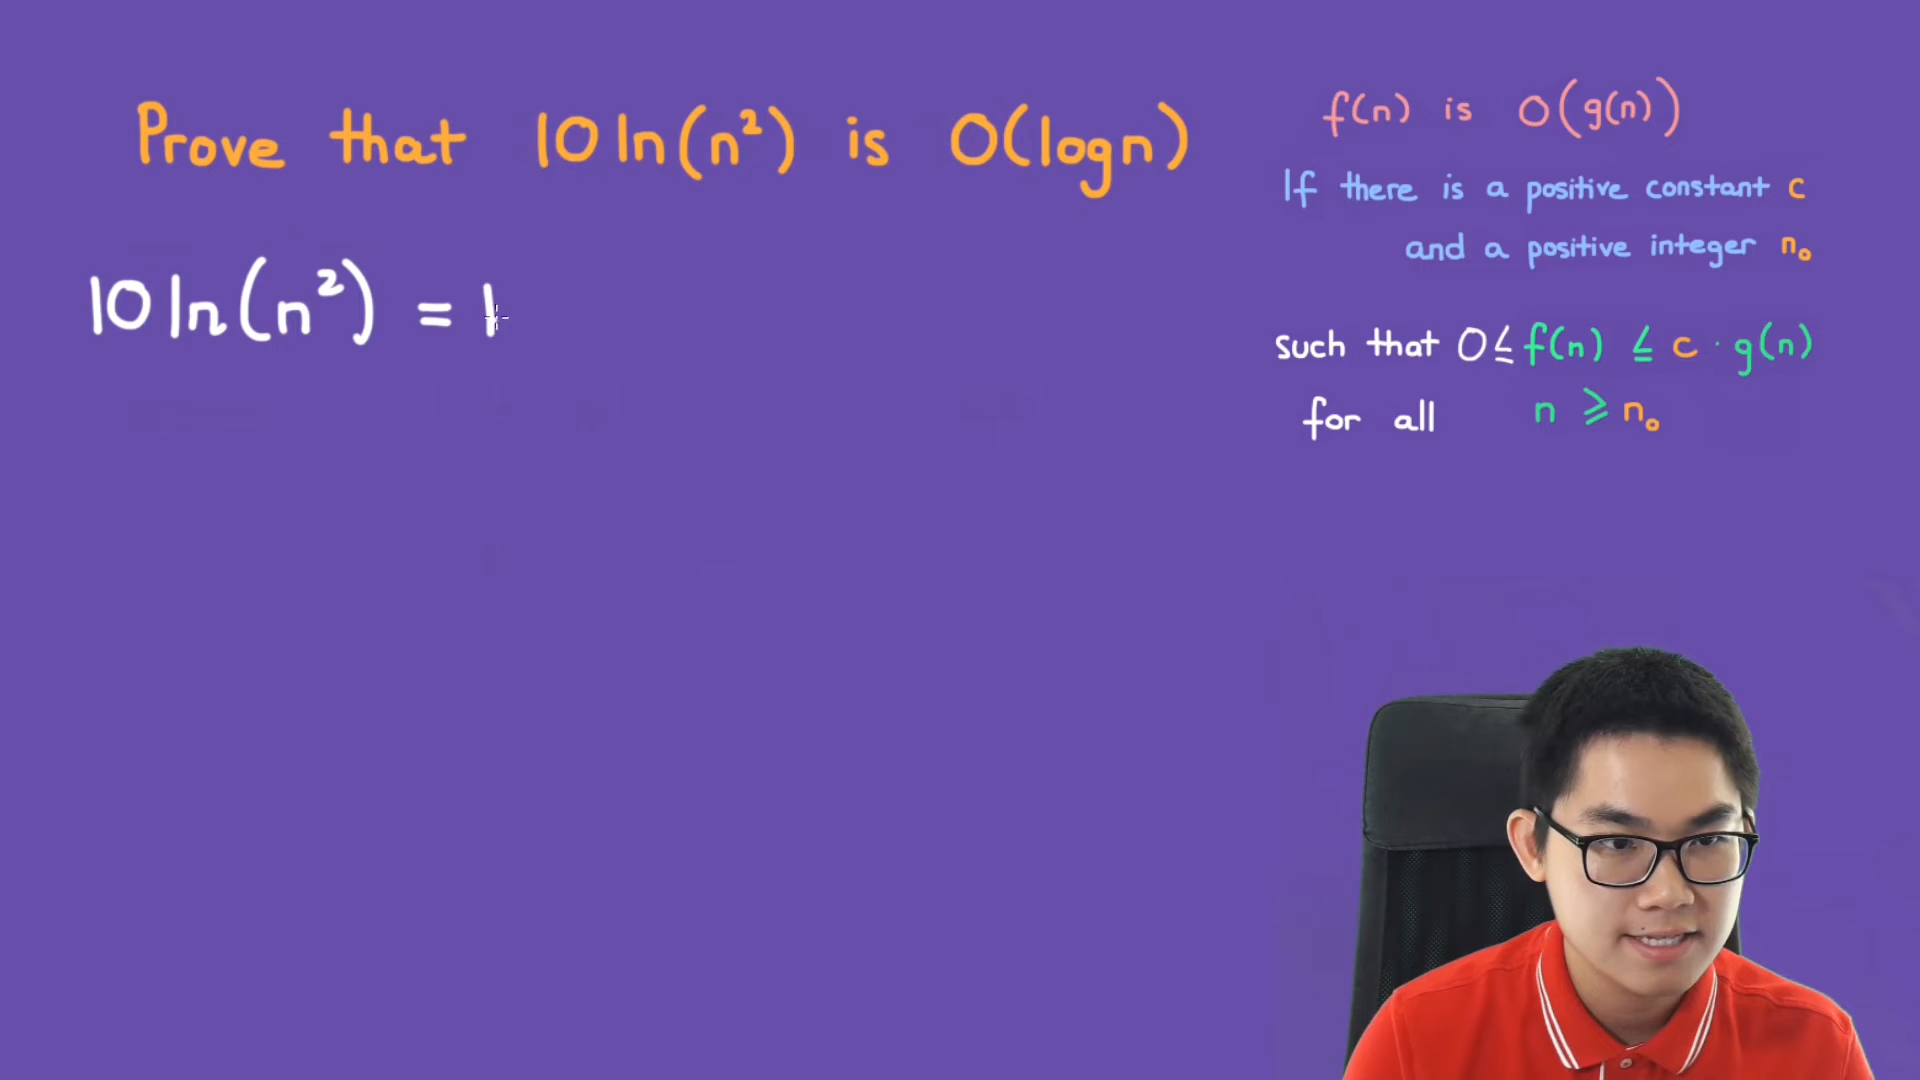 Prove that 10 ln(n²) is O(log n)
10 ln(n²) = 1
f(n) is O(g(n))
If there is a positive constant c
and a positive integer n₀
such that 0 ≤ f(n) ≤ c · g(n)
for all n ≥ n₀